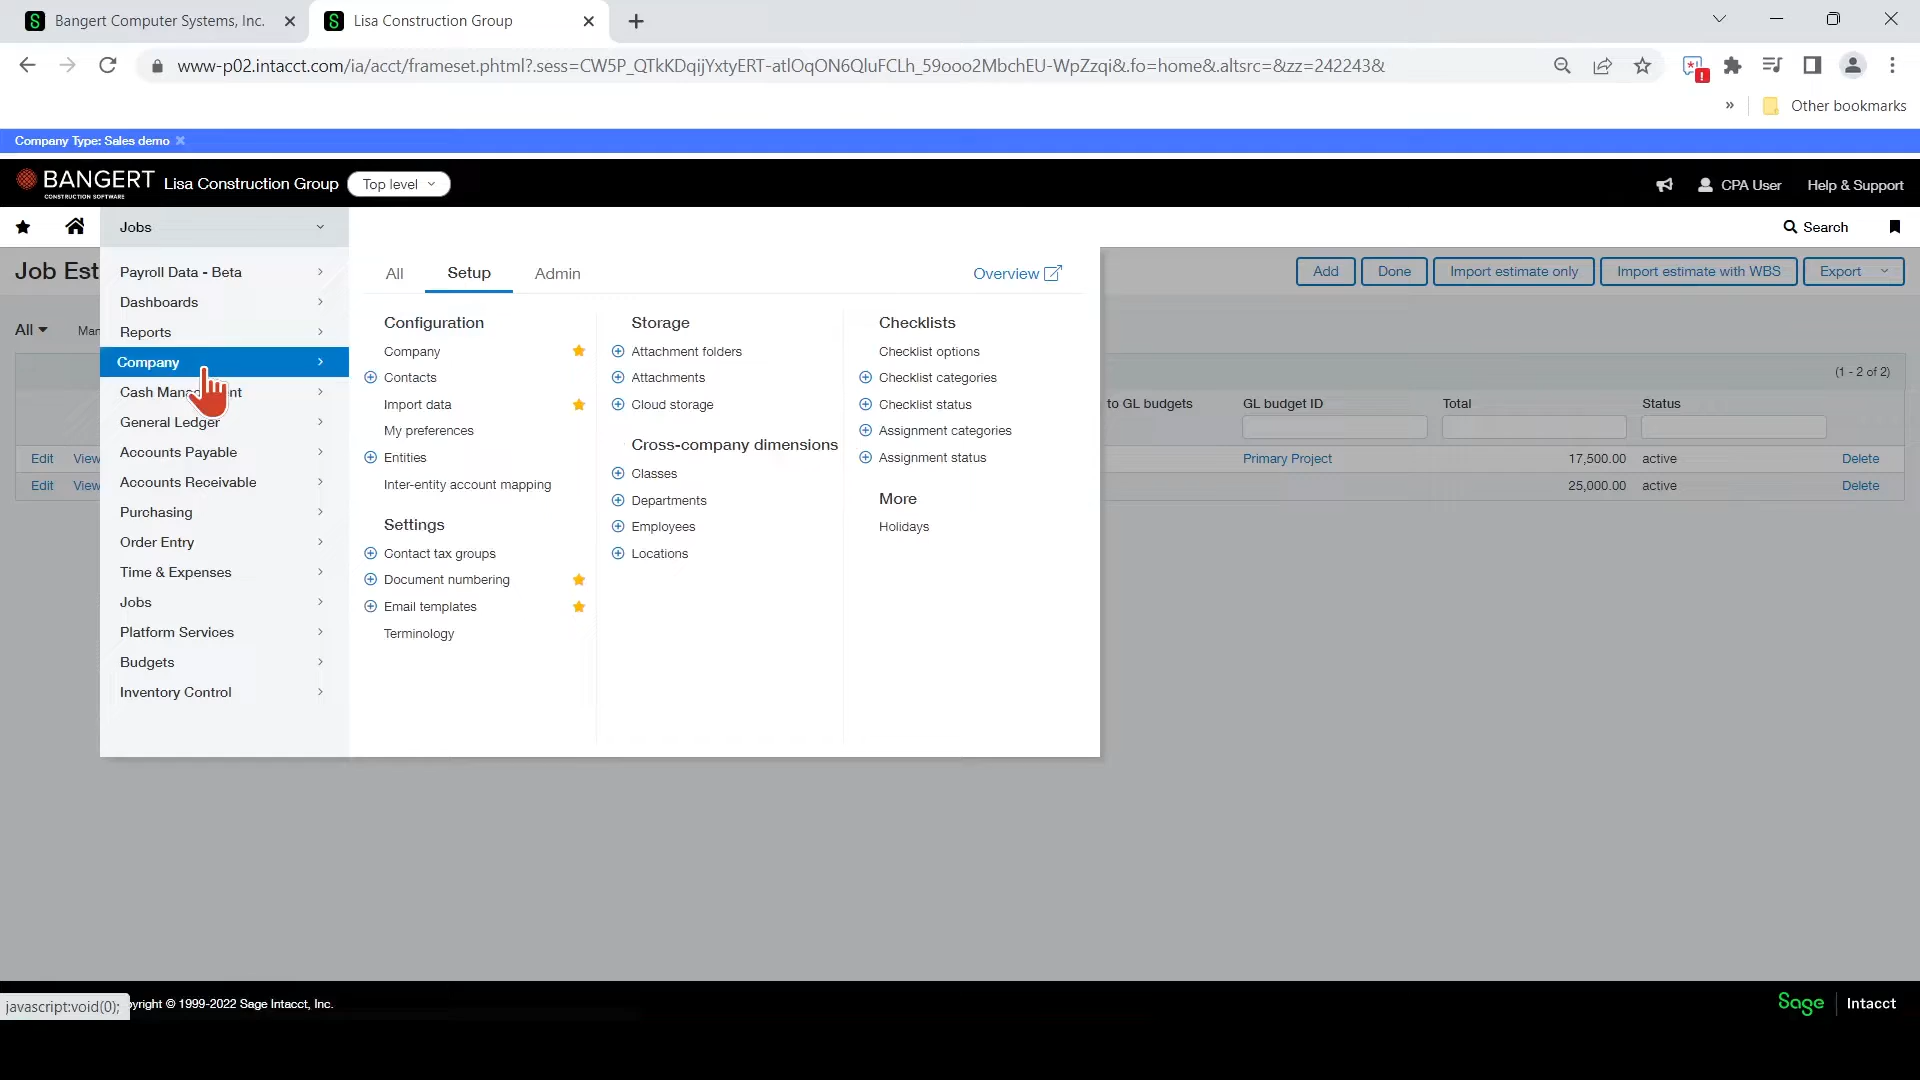 Bangert Computer Systems, Inc.
Lisa Construction Group
www-p02.intacct.com/ia/acct/frameset.phtml?.sess=CW5P_QTkKDqijYxtyERT-atlOqON6QluFCLh_59ooo2MbchEU-WpZzqi&.fo=home&.altsrc=&zz=242243&
» Other bookmarks
Company Type: Sales demo
BANGERT
CONSTRUCTION SOFTWARE
Lisa Construction Group
Top level
CPA User
Help & Support
Jobs
Search
Job Est
Add
Done
Import estimate only
Import estimate with WBS
Export
All
Man
Payroll Data - Beta
Dashboards
Reports
Company
Cash Man nt
General Ledger
Accounts Payable
Accounts Receivable
Purchasing
Order Entry
Time & Expenses
Jobs
Platform Services
Budgets
Inventory Control
All
Setup
Admin
Overview
Configuration
Company
Contacts
Import data
My preferences
Entities
Inter-entity account mapping
Settings
Contact tax groups
Document numbering
Email templates
Terminology
Storage
Attachment folders
Attachments
Cloud storage
Cross-company dimensions
Classes
Departments
Employees
Locations
Checklists
Checklist options
Checklist categories
Checklist status
Assignment categories
Assignment status
More
Holidays
(1 - 2 of 2)
to GL budgets
GL budget ID
Total
Status
Edit View
Primary Project
17,500.00
active
Delete
Edit View
25,000.00
active
Delete
javascript:void(0);
yright © 1999-2022 Sage Intacct, Inc.
Sage
Intacct